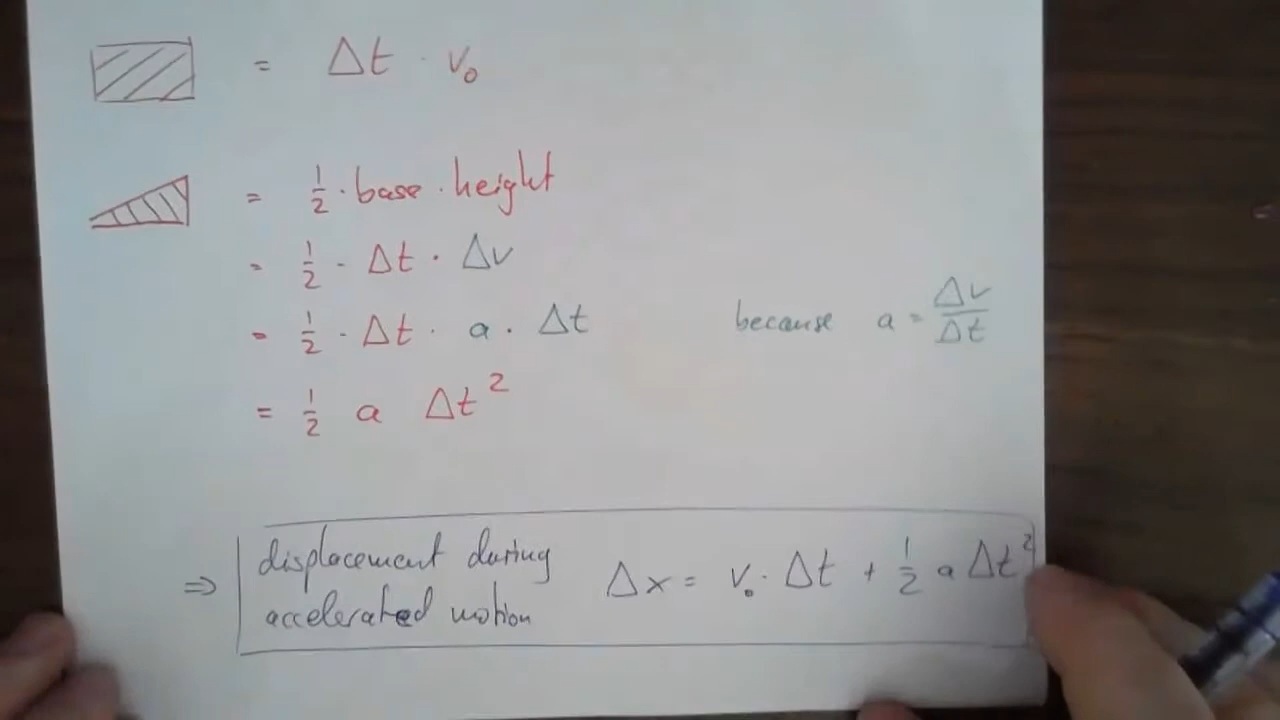 = Δt · v₀
= 1/2 · base · height
= 1/2 · Δt · Δv
= 1/2 · Δt · a · Δt because a = Δv/Δt
= 1/2 a Δt²
⇒ displacement during
accelerated motion Δx = v₀ · Δt + 1/2 a Δt²